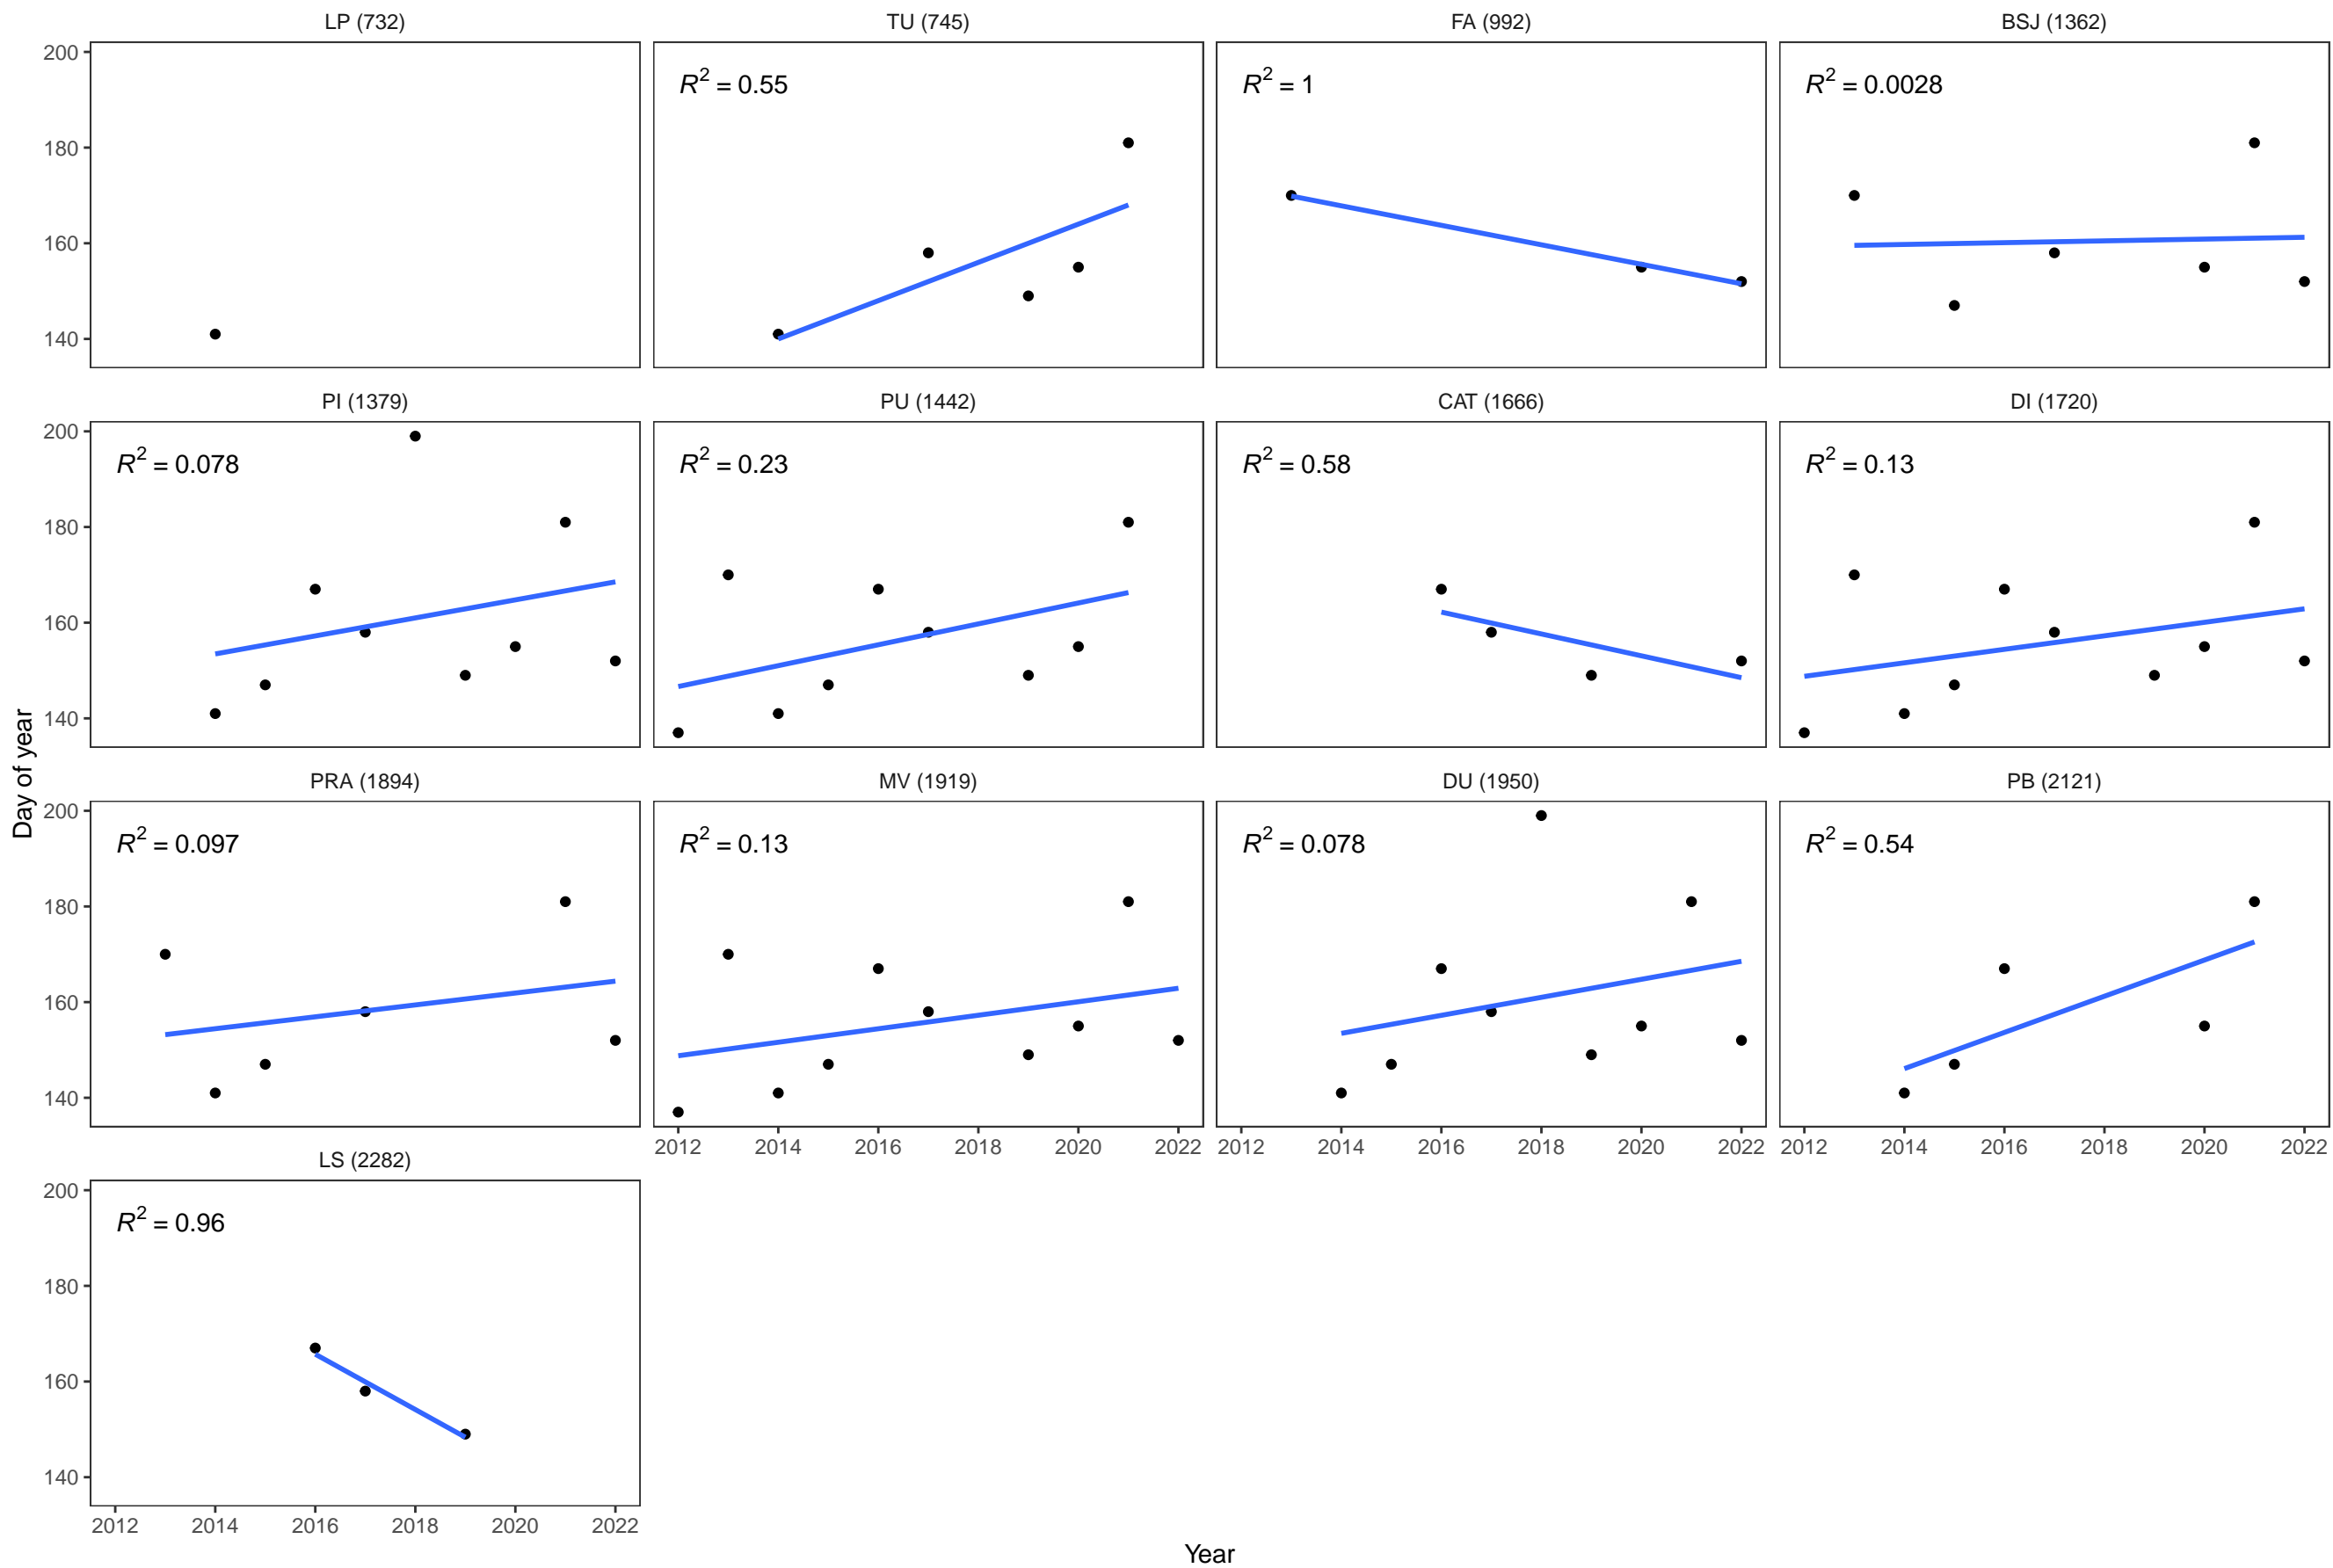 LP (732) TU (745) FA (992) BSJ (1362)
200
R² = 0.55 R² = 1 R² = 0.0028
180
160
140
PI (1379) PU (1442) CAT (1666) DI (1720)
200
R² = 0.078 R² = 0.23 R² = 0.58 R² = 0.13
180
160
140
Day of year
PRA (1894) MV (1919) DU (1950) PB (2121)
200
R² = 0.097 R² = 0.13 R² = 0.078 R² = 0.54
180
160
140
2012 2014 2016 2018 2020 2022 2012 2014 2016 2018 2020 2022 2012 2014 2016 2018 2020 2022
LS (2282)
200
R² = 0.96
180
160
140
2012 2014 2016 2018 2020 2022
Year